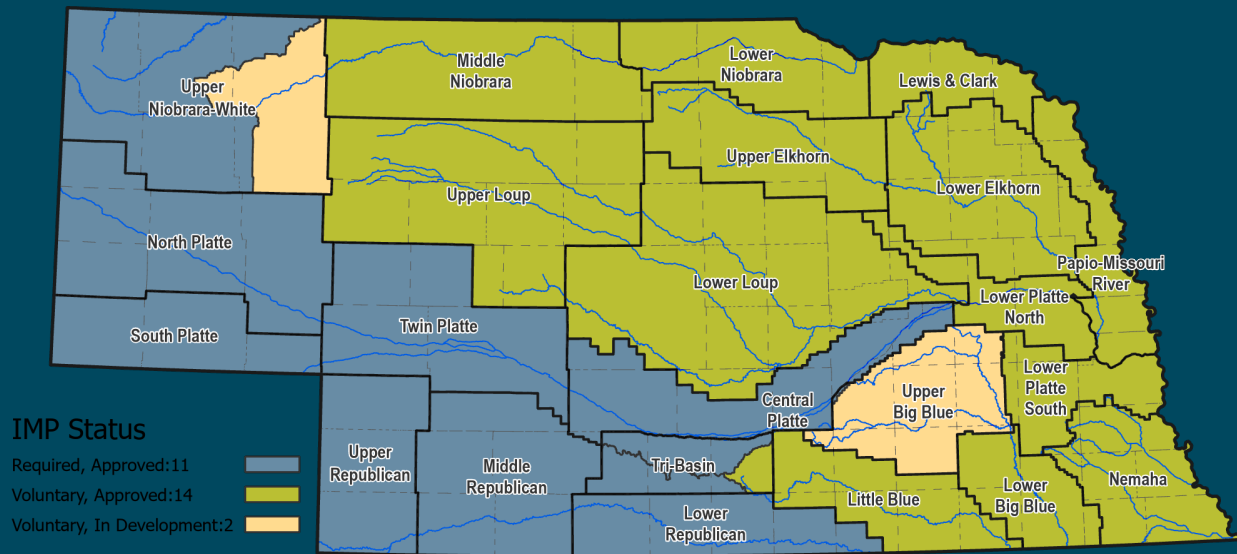 Middle
Niobrara
Lower
Niobrara
Lewis & Clark
Upper
Niobrara-White
Upper Elkhorn
Lower Elkhorn
Upper Loup
North Platte
Papio-Missouri
River
Lower Loup
Lower Platte
North
South Platte
Twin Platte
Lower
Platte
South
Upper
Big Blue
Central
Platte
IMP Status
Required, Approved:11
Voluntary, Approved:14
Voluntary, In Development:2
Upper
Republican
Middle
Republican
Tri-Basin
Little Blue
Lower
Big Blue
Nemaha
Lower
Republican